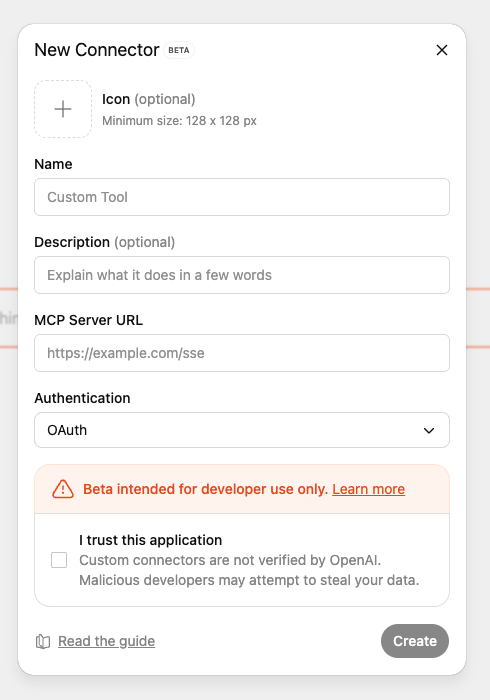 New Connector BETA
Icon (optional)
Minimum size: 128 x 128 px
Name
Custom Tool
Description (optional)
Explain what it does in a few words
MCP Server URL
https://example.com/sse
Authentication
OAuth
Beta intended for developer use only. Learn more
I trust this application
Custom connectors are not verified by OpenAI.
Malicious developers may attempt to steal your data.
Read the guide
Create